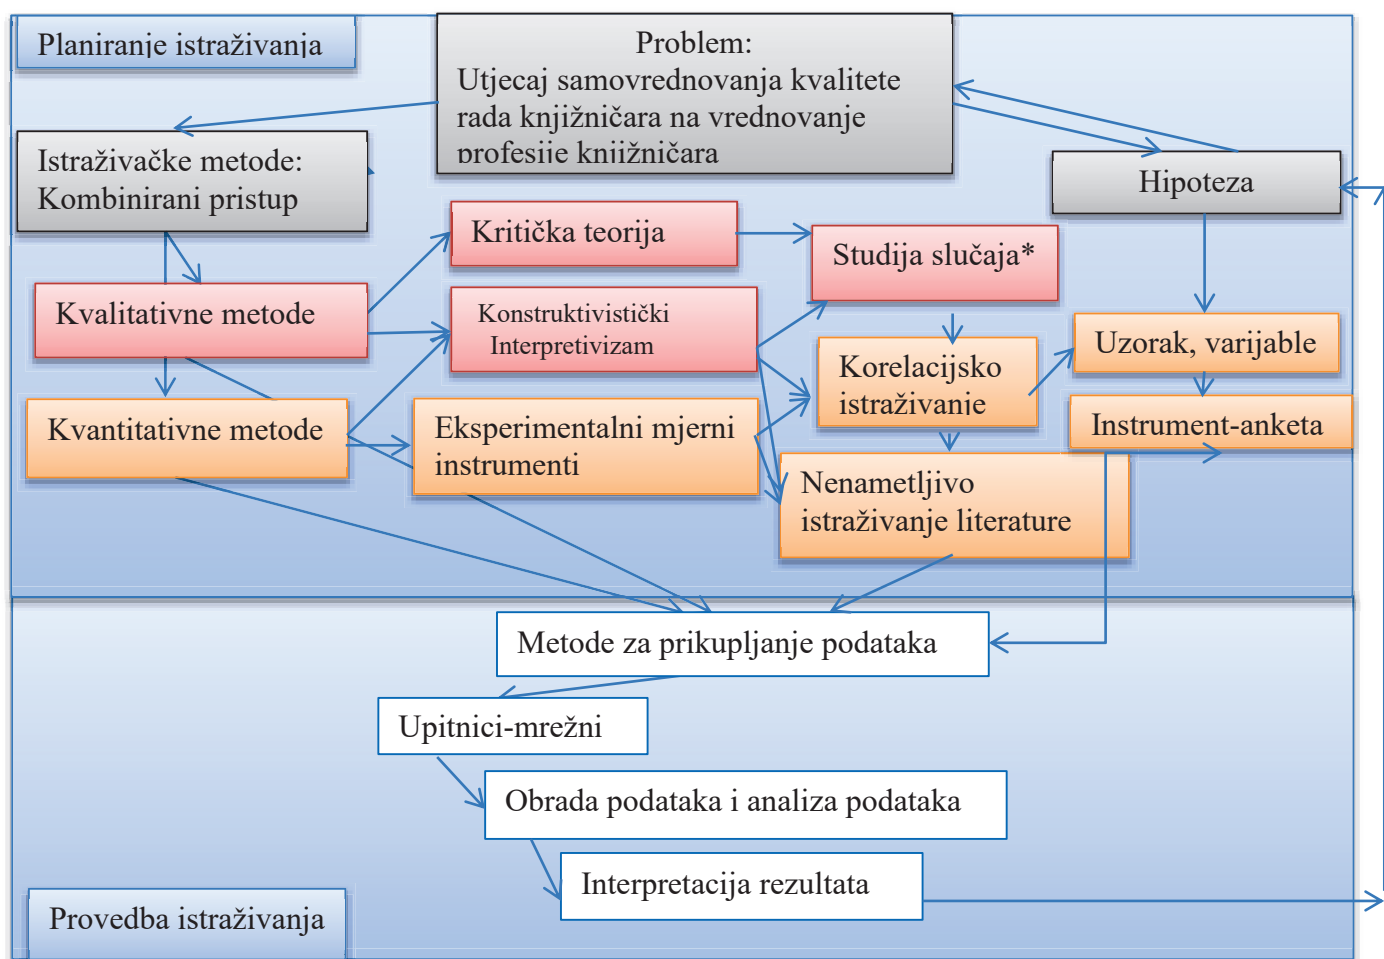 Planiranje istraživanja
Problem:
Utjecaj samovrednovanja kvalitete
rada knjižničara na vrednovanje
profesije knjižničara
Istraživačke metode:
Kombinirani pristup
Hipoteza
Kritička teorija
Studija slučaja*
Kvalitativne metode
Konstruktivistički
Interpretivizam
Uzorak, varijable
Korelacijsko
istraživanje
Kvantitativne metode
Eksperimentalni mjerni
instrumenti
Instrument-anketa
Nenametljivo
istraživanje literature
Metode za prikupljanje podataka
Upitnici-mrežni
Obrada podataka i analiza podataka
Interpretacija rezultata
Provedba istraživanja